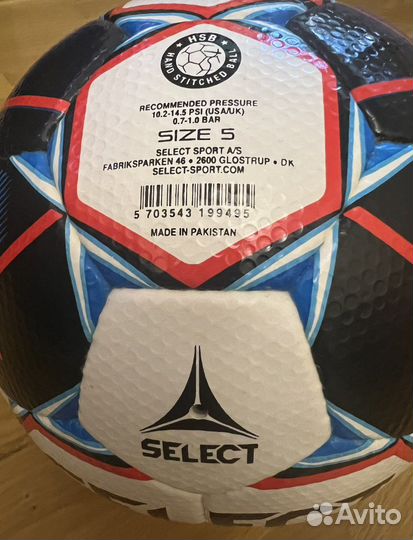 HSB
HAND STITCHED BALL
RECOMMENDED PRESSURE
10.2-14.5 PSI (USA/UK)
0.7-1.0 BAR
SIZE 5
SELECT SPORT A/S
FABRIKSPARKEN 46 • 2600 GLOSTRUP • DK
SELECT-SPORT.COM
5 703543 199495
MADE IN PAKISTAN
SELECT
Avito